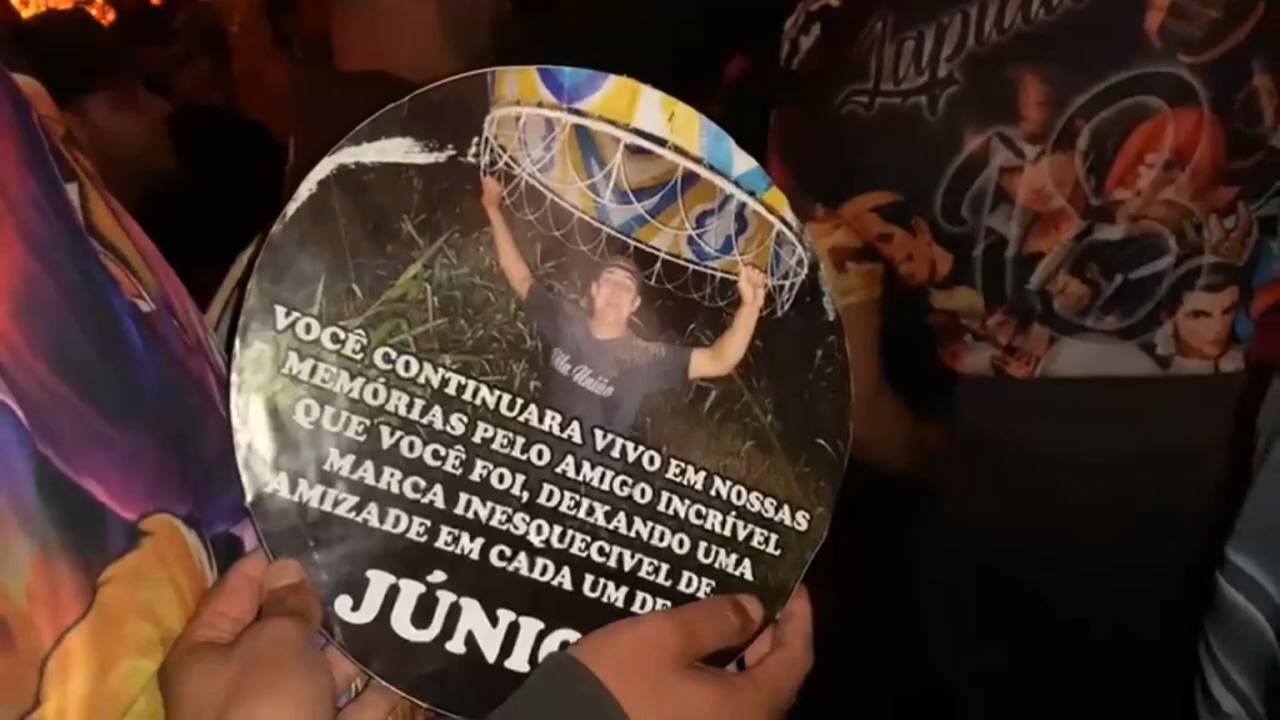 Vila União
VOCÊ CONTINUARA VIVO EM NOSSAS
MEMÓRIAS PELO AMIGO INCRÍVEL
QUE VOCÊ FOI, DEIXANDO UMA
MARCA INESQUECIVEL DE
AMIZADE EM CADA UM DE